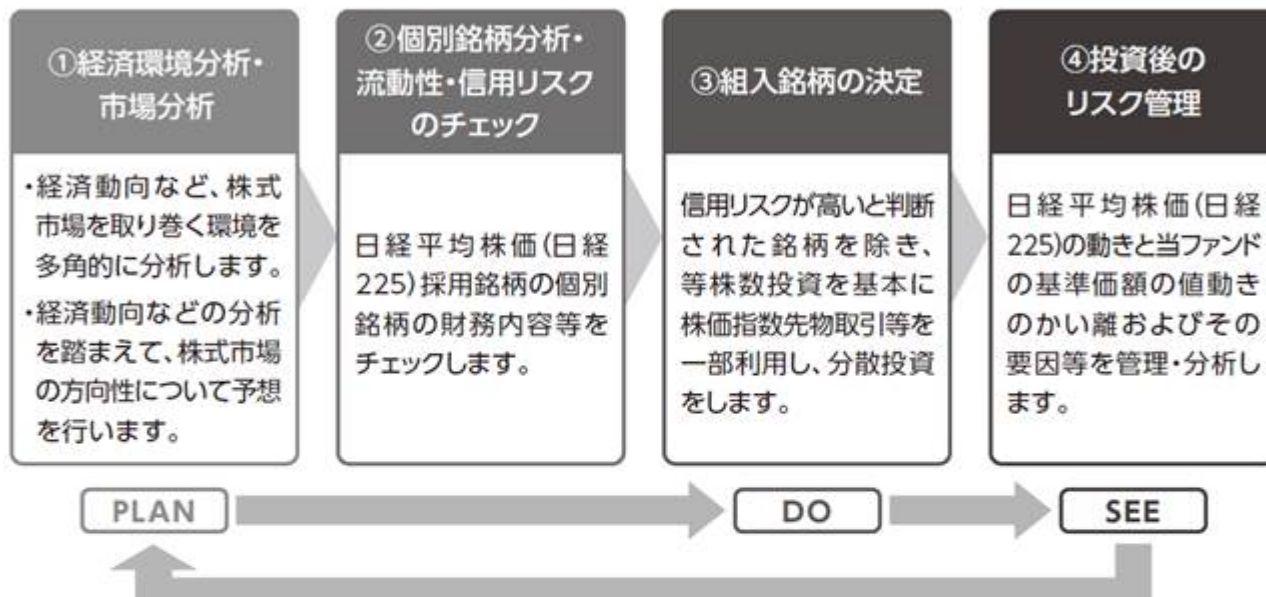 ①経済環境分析・
市場分析
・経済動向など、株式
市場を取り巻く環境を
多角的に分析します。
・経済動向などの分析
を踏まえて、株式市場
の方向性について予想
を行います。
②個別銘柄分析・
流動性・信用リスク
のチェック
日経平均株価(日経
225)採用銘柄の個別
銘柄の財務内容等を
チェックします。
③組入銘柄の決定
信用リスクが高いと判断
された銘柄を除き、
等株数投資を基本に
株価指数先物取引等を
一部利用し、分散投資
をします。
④投資後の
リスク管理
日経平均株価(日経
225)の動きと当ファンド
の基準価額の値動き
のかい離およびその
要因等を管理・分析し
ます。
PLAN
DO
SEE